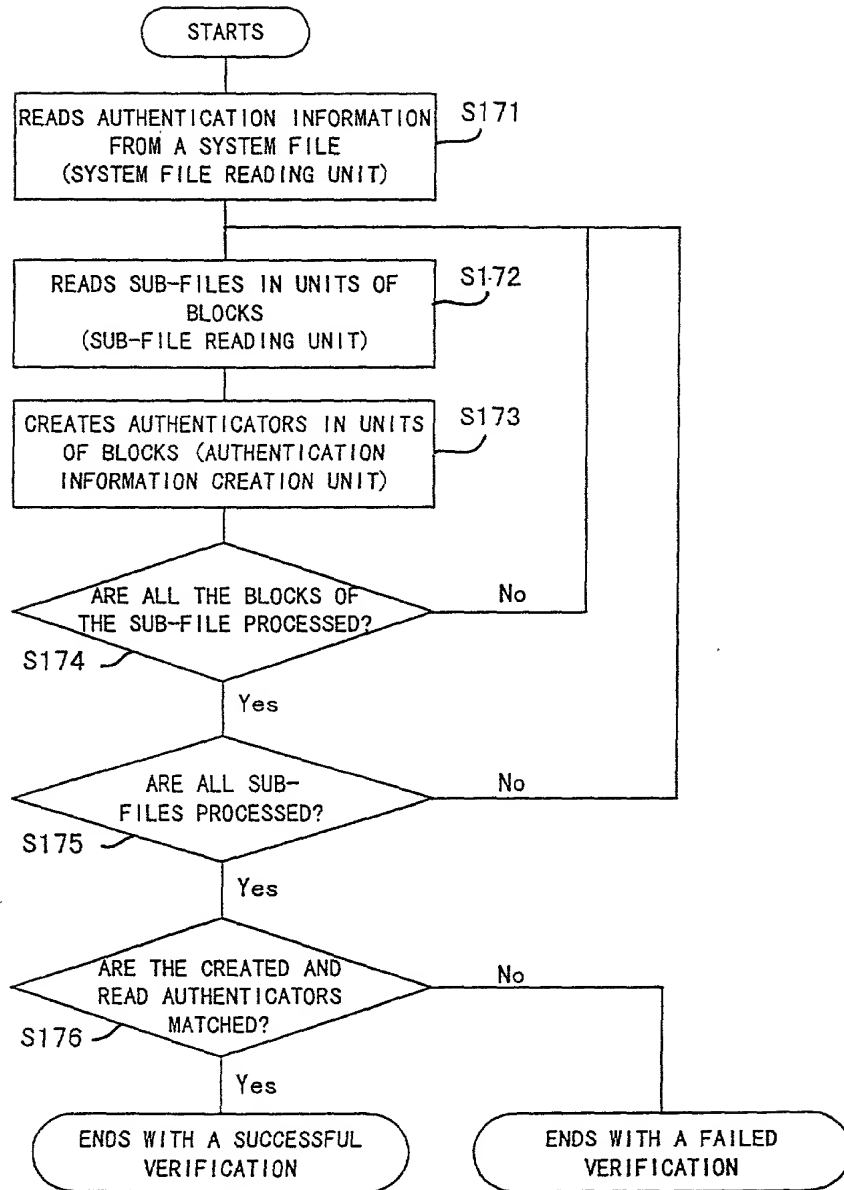 STARTS
READS AUTHENTICATION INFORMATION
FROM A SYSTEM FILE
(SYSTEM FILE READING UNIT)
S171
READS SUB-FILES IN UNITS OF
BLOCKS
(SUB-FILE READING UNIT)
S172
CREATES AUTHENTICATORS IN UNITS
OF BLOCKS (AUTHENTICATION
INFORMATION CREATION UNIT)
S173
ARE ALL THE BLOCKS OF
THE SUB-FILE PROCESSED?
No
S174
Yes
ARE ALL SUB-
FILES PROCESSED?
No
S175
Yes
ARE THE CREATED AND
READ AUTHENTICATORS
MATCHED?
No
S176
Yes
ENDS WITH A SUCCESSFUL
VERIFICATION
ENDS WITH A FAILED
VERIFICATION